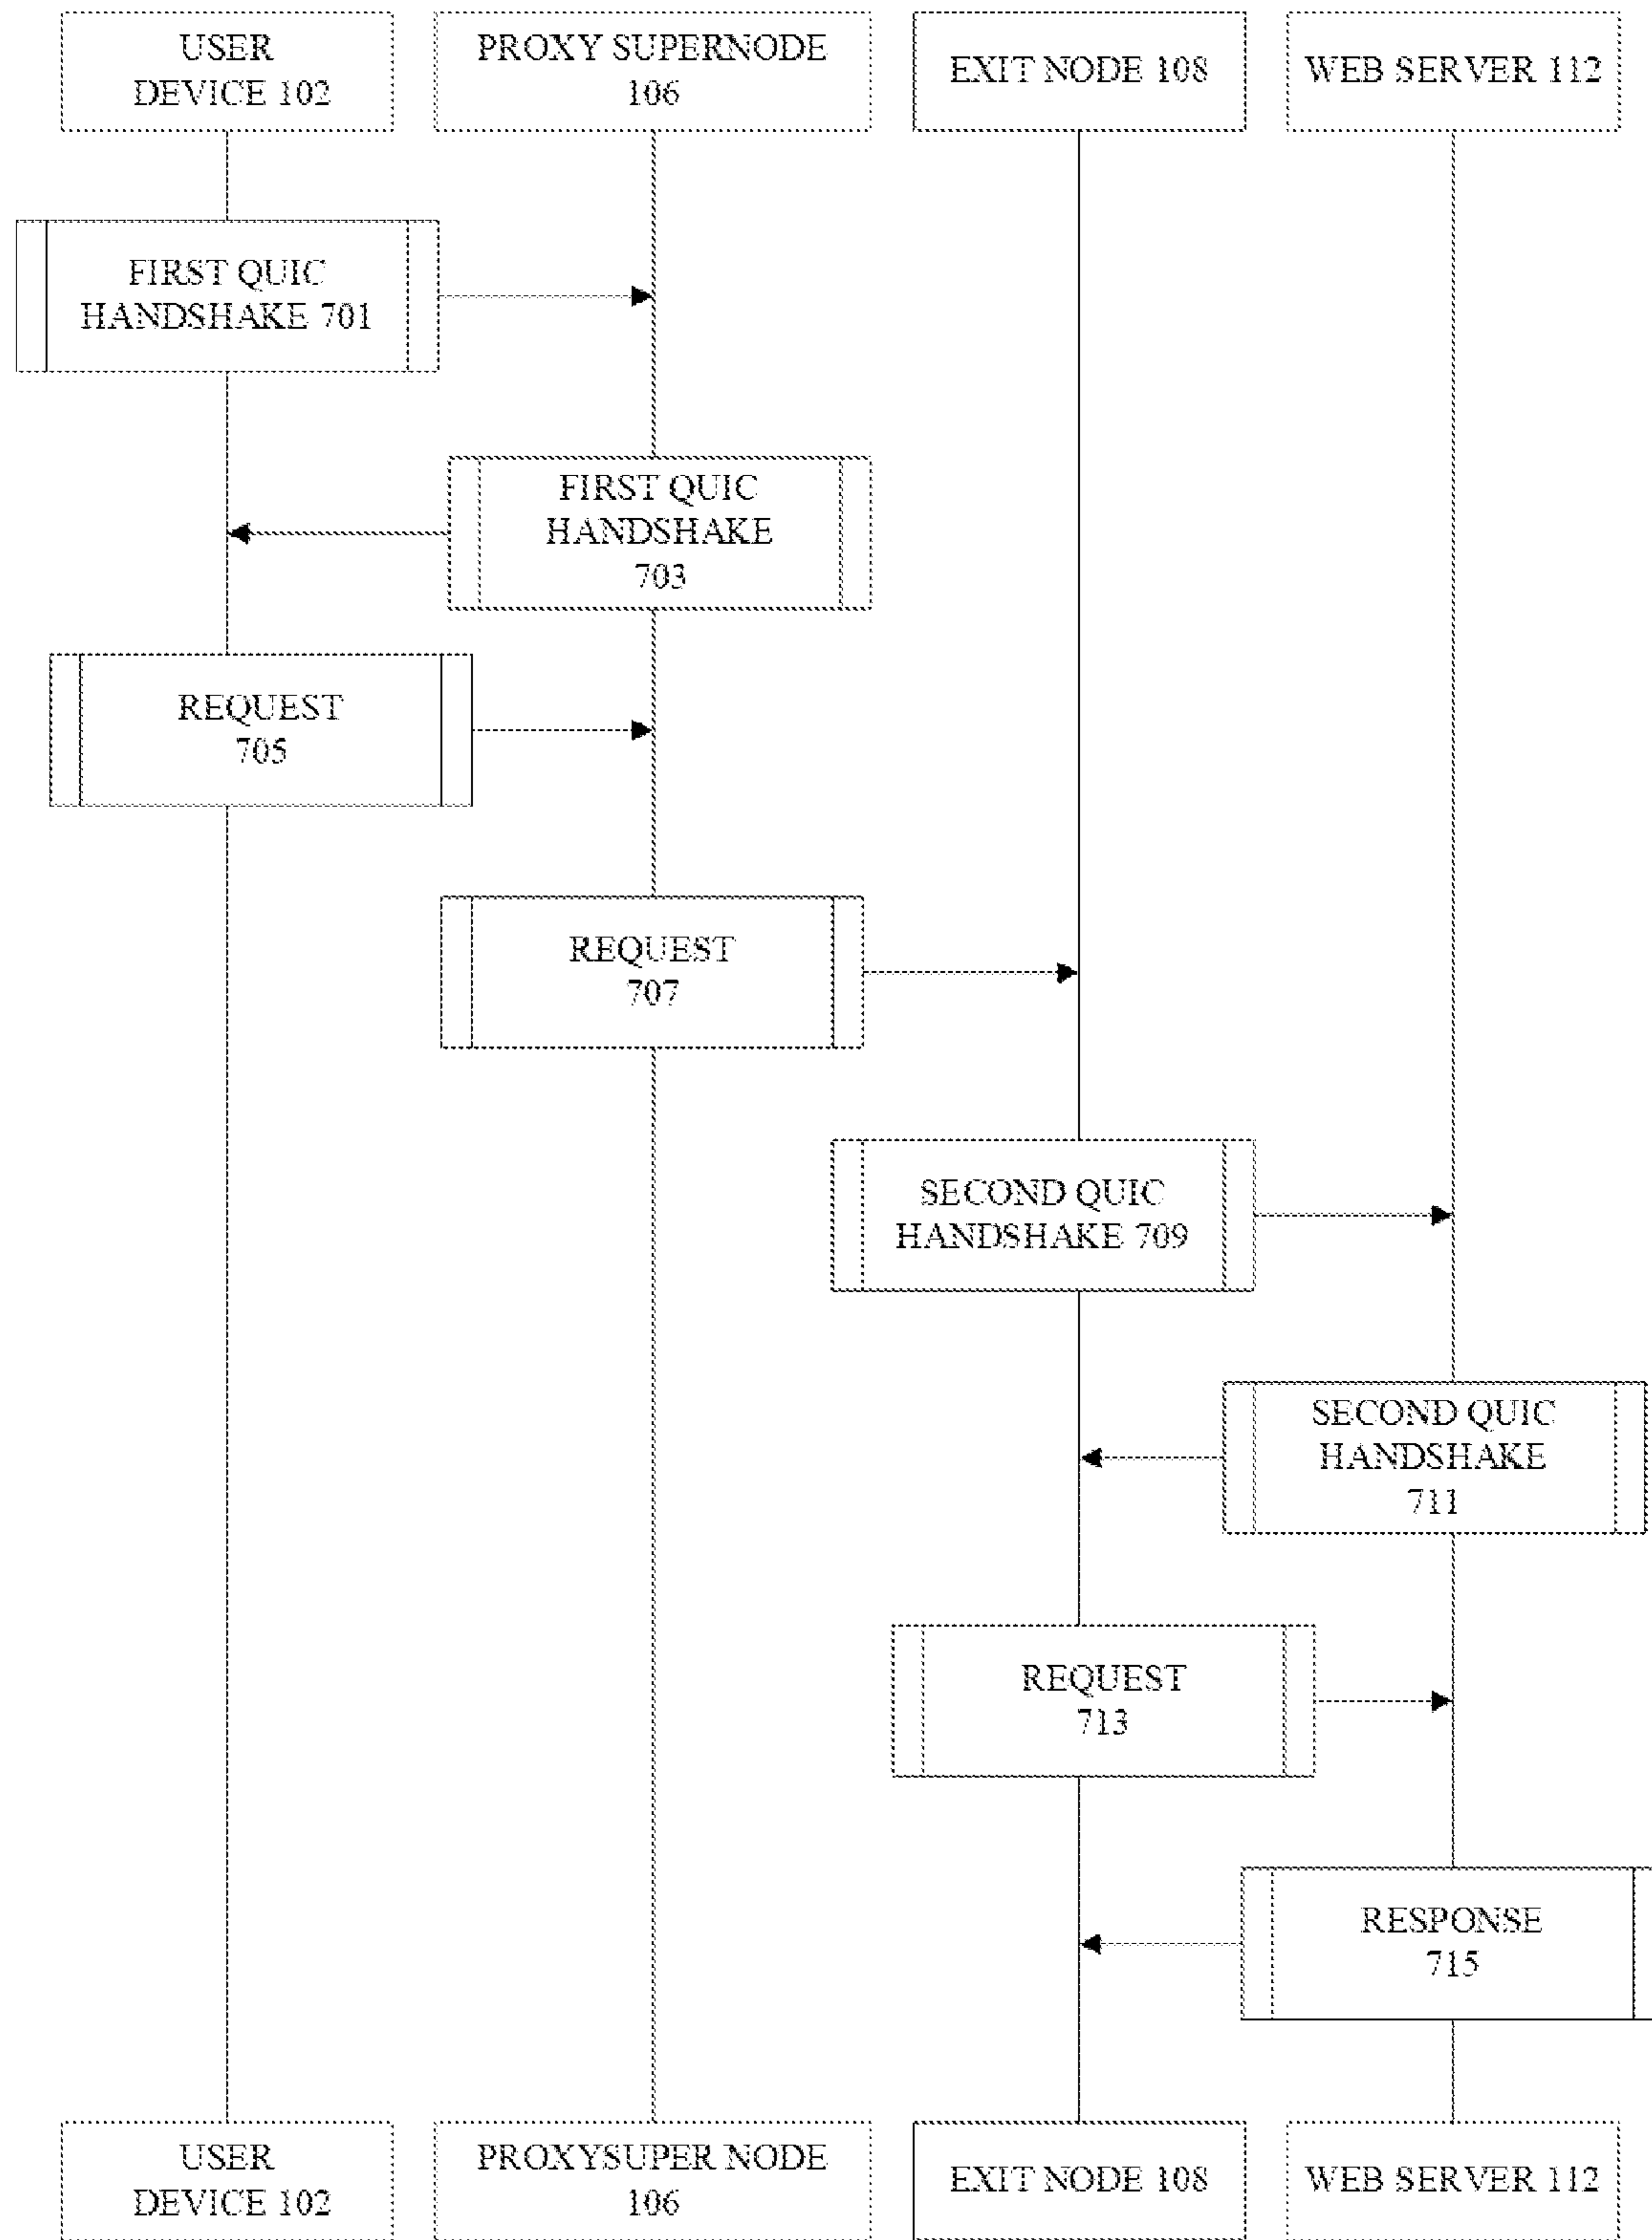 USER
DEVICE 102
PROXY SUPERNODE
106
EXIT NODE 108
WEB SERVER 112
FIRST QUIC
HANDSHAKE 701
FIRST QUIC
HANDSHAKE
703
REQUEST
705
REQUEST
707
SECOND QUIC
HANDSHAKE 709
SECOND QUIC
HANDSHAKE
711
REQUEST
713
RESPONSE
715
USER
DEVICE 102
PROXYSUPER NODE
106
EXIT NODE 108
WEB SERVER 112